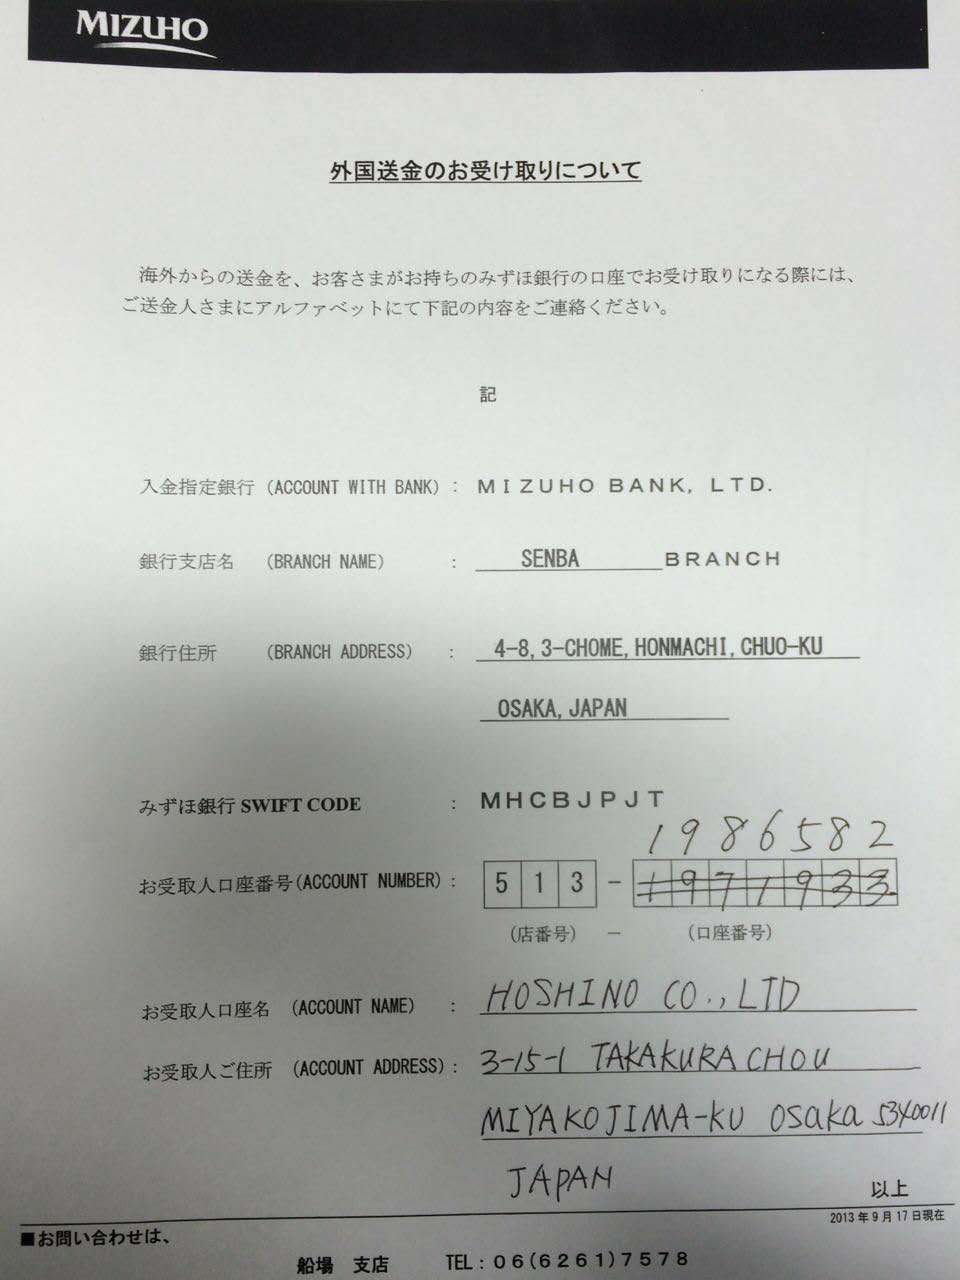 MIZUHO
外国送金のお受け取りについて
海外からの送金を、お客さまがお持ちのみずほ銀行の口座でお受け取りになる際には、
ご送金人さまにアルファベットにて下記の内容をご連絡ください。
記
入金指定銀行 (ACCOUNT WITH BANK) : MIZUHO BANK, LTD.
銀行支店名 (BRANCH NAME) : SENBA BRANCH
銀行住所 (BRANCH ADDRESS) : 4-8, 3-CHOME, HONMACHI, CHUO-KU
OSAKA, JAPAN
みずほ銀行 SWIFT CODE : MHCBJPJT
1986582
お受取人口座番号 (ACCOUNT NUMBER) : 513 - 1971933
(店番号) - (口座番号)
お受取人口座名 (ACCOUNT NAME) : HOSHINO CO., LTD
お受取人ご住所 (ACCOUNT ADDRESS) : 3-15-1 TAKAKURA CHOU
MIYAKOJIMA-KU OSaKa 5340011
JAPAN
以上
2013年9月17日現在
■お問い合わせは、
船場 支店 TEL : 06(6261)7578